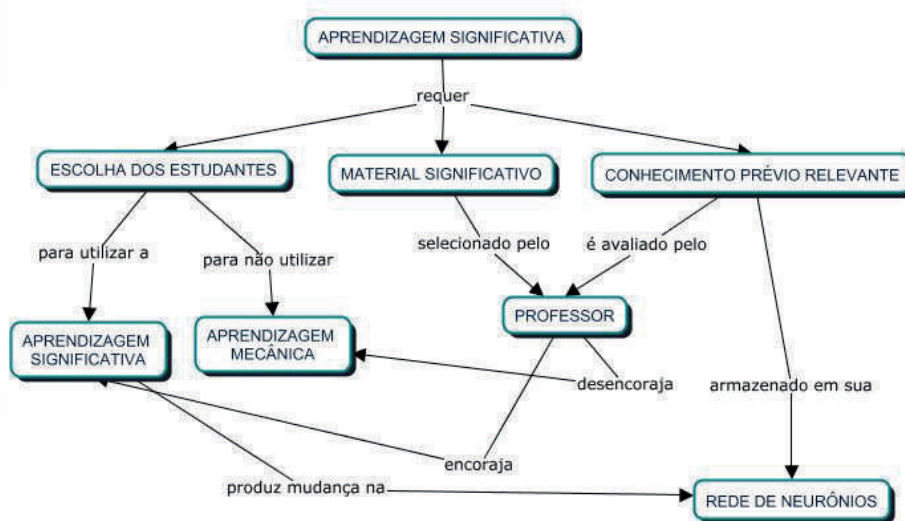 APRENDIZAGEM SIGNIFICATIVA
requer
ESCOLHA DOS ESTUDANTES
MATERIAL SIGNIFICATIVO
CONHECIMENTO PRÉVIO RELEVANTE
para utilizar a
para não utilizar
selecionado pelo
é avaliado pelo
PROFESSOR
APRENDIZAGEM
SIGNIFICATIVA
APRENDIZAGEM
MECÂNICA
desencoraja
armazenado em sua
encoraja
produz mudança na
REDE DE NEURÔNIOS